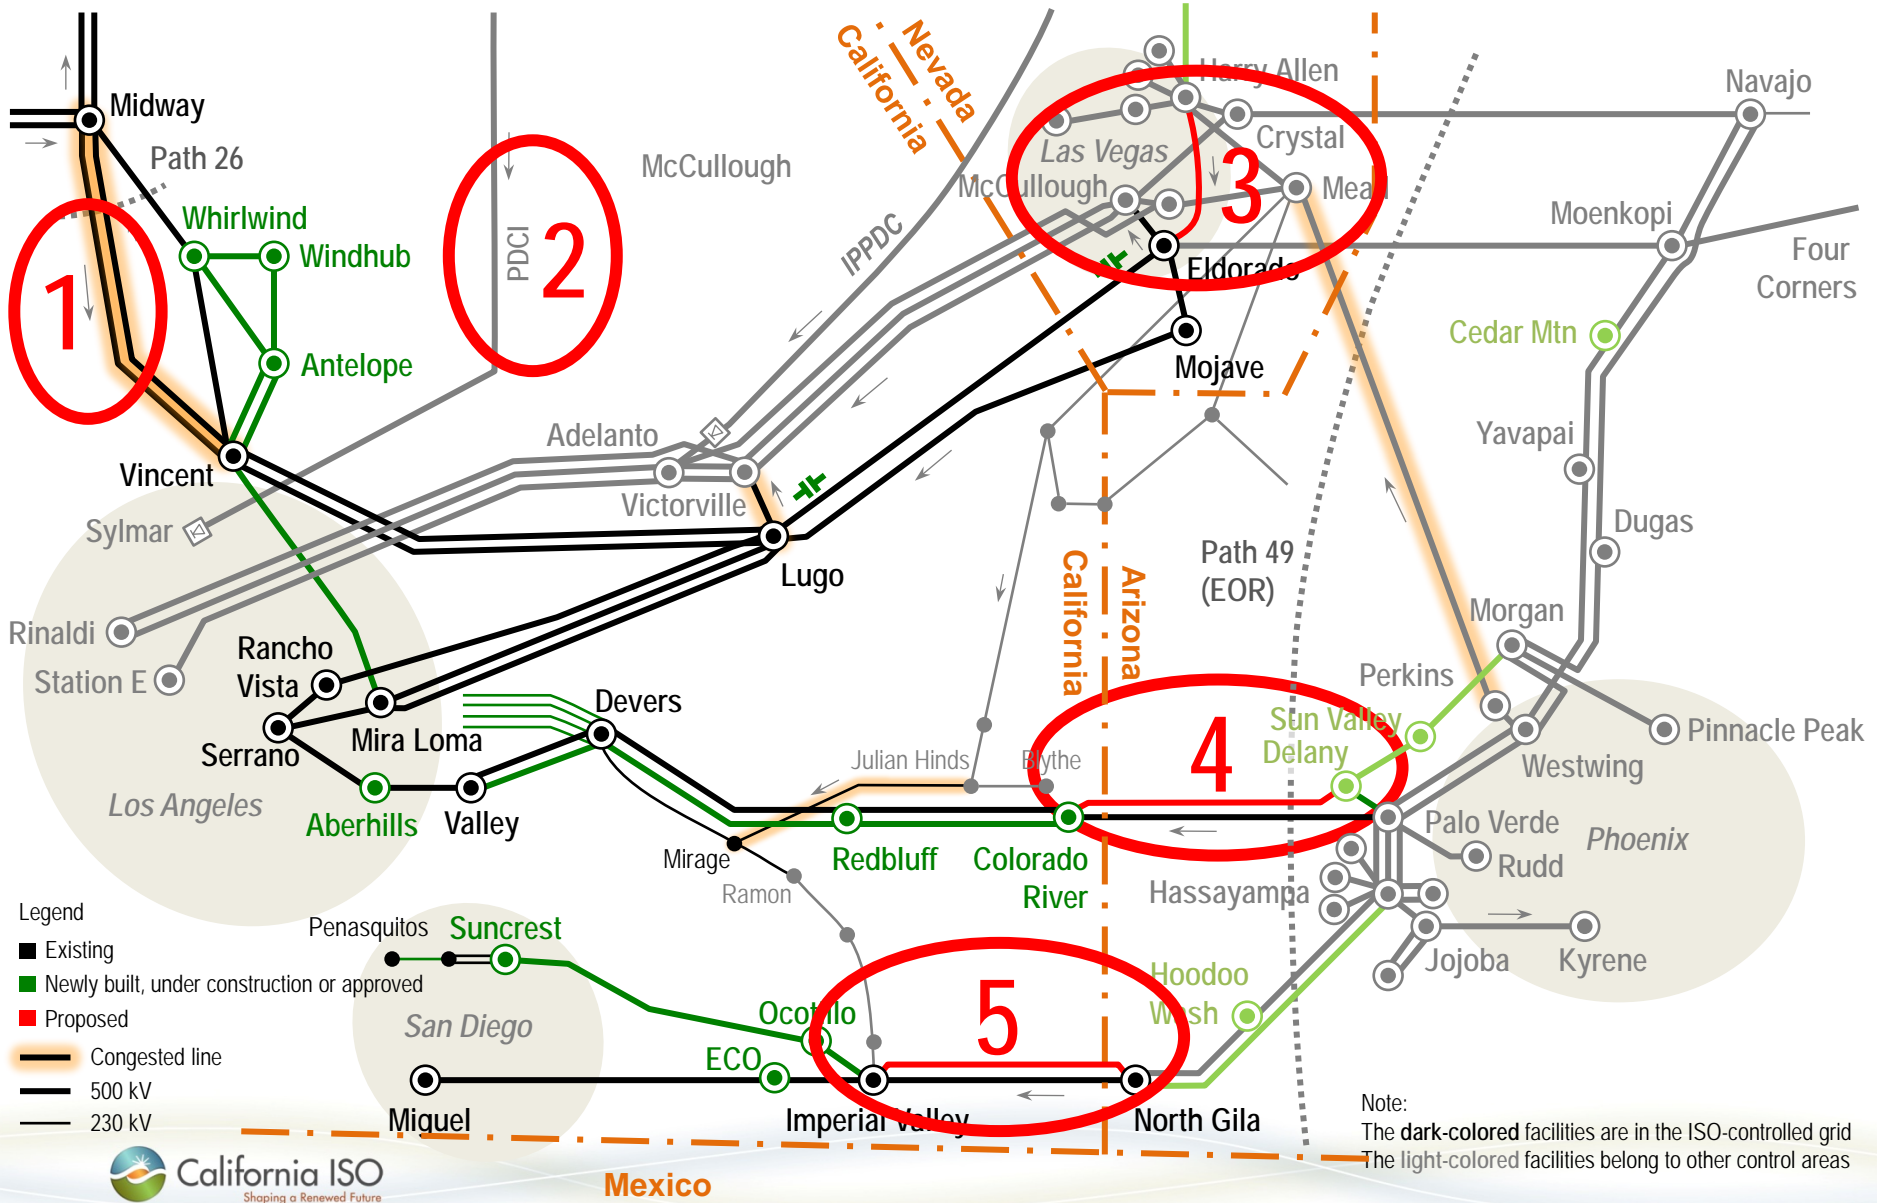 Nevada
California
Harry Allen
Navajo
Midway
Path 26
McCullough
Las Vegas
Crystal
3
McCullough
Mead
Moenkopi
Whirlwind
Windhub
PDCI
2
IPPDC
Four
Corners
Eldorado
1
Cedar Mtn
Antelope
Mojave
Adelanto
Yavapai
Vincent
Victorville
Sylmar
Dugas
Path 49
(EOR)
Lugo
California
Arizona
Morgan
Rinaldi
Rancho
Vista
Station E
Perkins
Devers
Sun Valley
Pinnacle Peak
Serrano
Mira Loma
Julian Hinds
Blythe
4
Delany
Westwing
Los Angeles
Aberhills
Valley
Palo Verde
Phoenix
Mirage
Redbluff
Colorado
River
Rudd
Ramon
Hassayampa
Legend
Existing
Newly built, under construction or approved
Proposed
Congested line
500 kV
230 kV
Penasquitos
Suncrest
Jojoba
Kyrene
Hoodoo
Wash
San Diego
Ocotillo
5
ECO
Miguel
Imperial Valley
North Gila
Note:
The dark-colored facilities are in the ISO-controlled grid
The light-colored facilities belong to other control areas
California ISO
Shaping a Renewed Future
Mexico